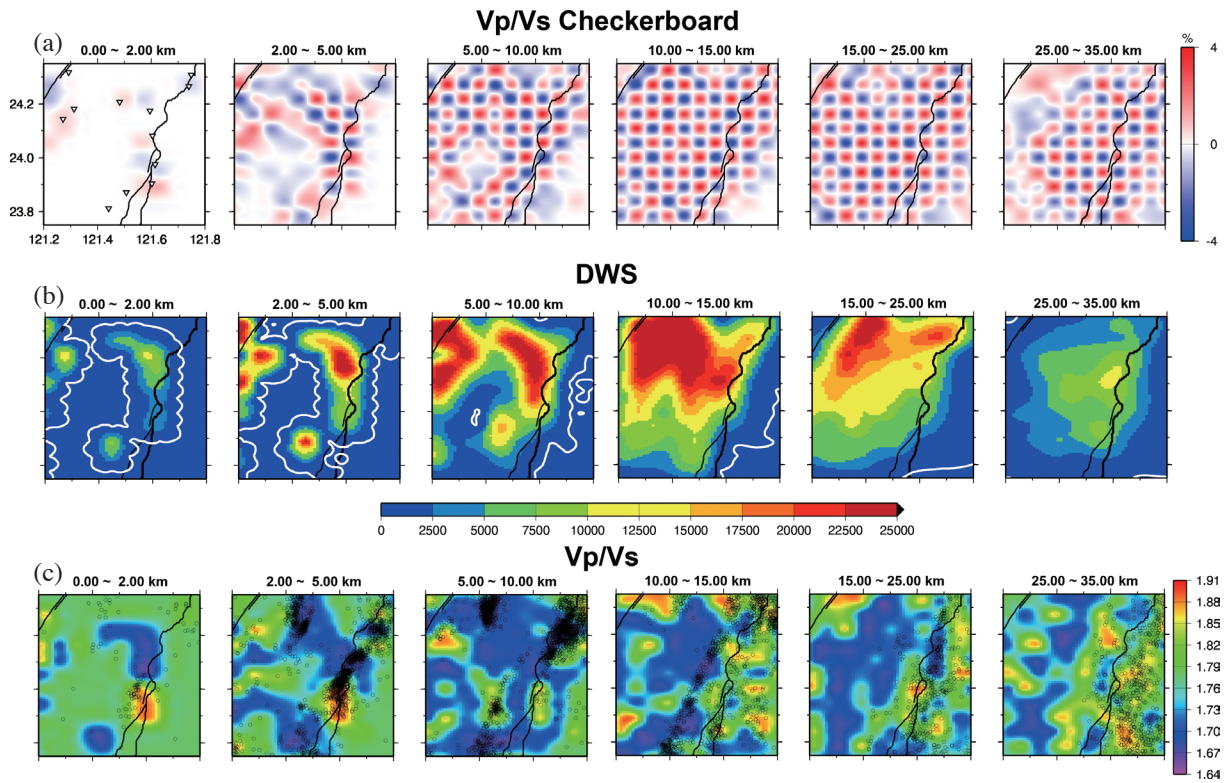 Vp/Vs Checkerboard
(a)
0.00 ~ 2.00 km 2.00 ~ 5.00 km 5.00 ~ 10.00 km 10.00 ~ 15.00 km 15.00 ~ 25.00 km 25.00 ~ 35.00 km
%
4
24.2
24.0
0
23.8
-4
121.2 121.4 121.6 121.8
DWS
(b)
0.00 ~ 2.00 km 2.00 ~ 5.00 km 5.00 ~ 10.00 km 10.00 ~ 15.00 km 15.00 ~ 25.00 km 25.00 ~ 35.00 km
0 2500 5000 7500 10000 12500 15000 17500 20000 22500 25000
Vp/Vs
(c)
0.00 ~ 2.00 km 2.00 ~ 5.00 km 5.00 ~ 10.00 km 10.00 ~ 15.00 km 15.00 ~ 25.00 km 25.00 ~ 35.00 km
1.91
1.88
1.85
1.82
1.79
1.76
1.73
1.70
1.67
1.64